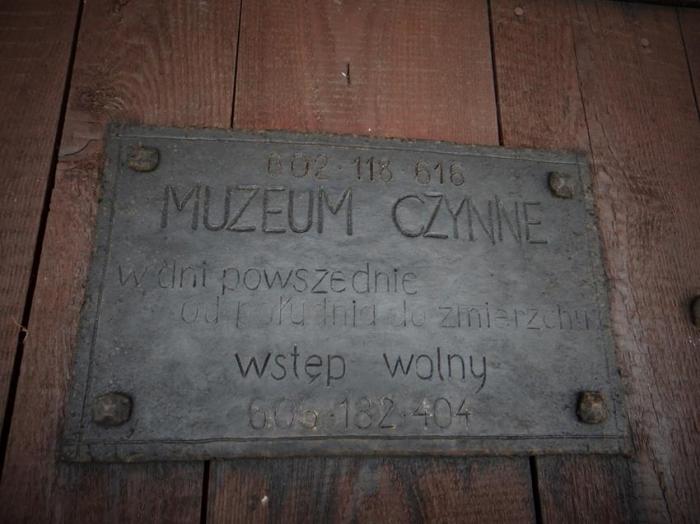 602·118·616
MUZEUM CZYNNE
w dni powszednie
od południa do zmierzchu
wstęp wolny
606·182·404